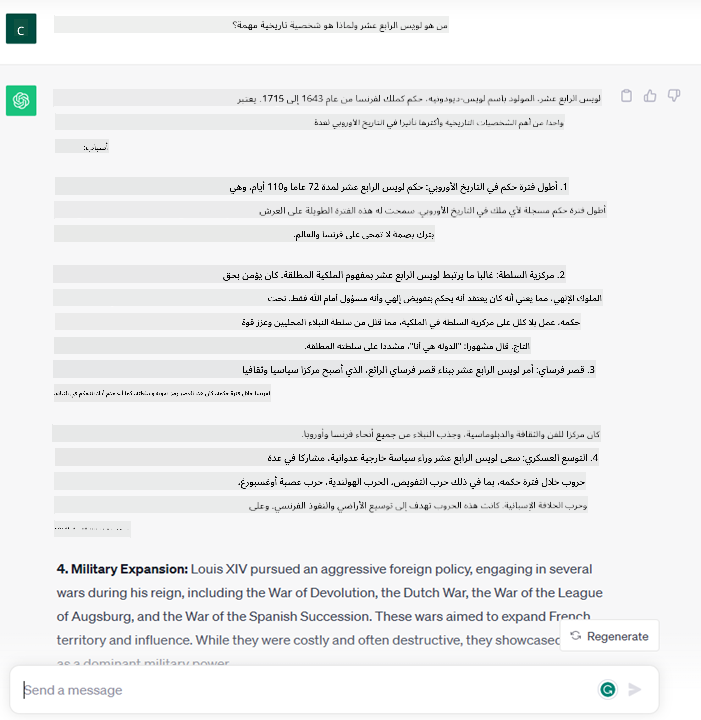 C
من هو لويس الرابع عشر ولماذا هو شخصية تاريخية مهمة؟
لويس الرابع عشر، المولود باسم لويس-ديودونيه، حكم كملك لفرنسا من عام 1643 إلى 1715. يعتبر
واحدا من أهم الشخصيات التاريخية وأكثرها تأثيرا في التاريخ الأوروبي لعدة
أسباب:
1. أطول فترة حكم في التاريخ الأوروبي: حكم لويس الرابع عشر لمدة 72 عاما و110 أيام، وهي
أطول فترة حكم مسجلة لأي ملك في التاريخ الأوروبي. سمحت له هذه الفترة الطويلة على العرش
بترك بصمة لا تمحى على فرنسا والعالم.
2. مركزية السلطة: غالبا ما يرتبط لويس الرابع عشر بمفهوم الملكية المطلقة. كان يؤمن بحق
الملوك الإلهي، مما يعني أنه كان يعتقد أنه يحكم بتفويض إلهي وأنه مسؤول أمام الله فقط. تحت
حكمه، عمل بلا كلل على مركزية السلطة في الملكية، مما قلل من سلطة النبلاء المحليين وعزز قوة
التاج. قال مشهورا: "الدولة هي أنا"، مشددا على سلطته المطلقة.
3. قصر فرساي: أمر لويس الرابع عشر ببناء قصر فرساي الرائع، الذي أصبح مركزا سياسيا وثقافيا
لفرنسا خلال فترة حكمه. كان
كان مركزا للفن والثقافة والدبلوماسية، وجذب النبلاء من جميع أنحاء فرنسا وأوروبا.
4. التوسع العسكري: سعى لويس الرابع عشر وراء سياسة خارجية عدوانية، مشاركا في عدة
حروب خلال فترة حكمه، بما في ذلك حرب التفويض، الحرب الهولندية، حرب عصبة أوغسبورغ،
وحرب الخلافة الإسبانية. كانت هذه الحروب تهدف إلى توسيع الأراضي والنفوذ الفرنسي. وعلى
4. Military Expansion: Louis XIV pursued an aggressive foreign policy, engaging in several
wars during his reign, including the War of Devolution, the Dutch War, the War of the League
of Augsburg, and the War of the Spanish Succession. These wars aimed to expand French
territory and influence. While they were costly and often destructive, they showcased
as a dominant military power.
Regenerate
Send a message